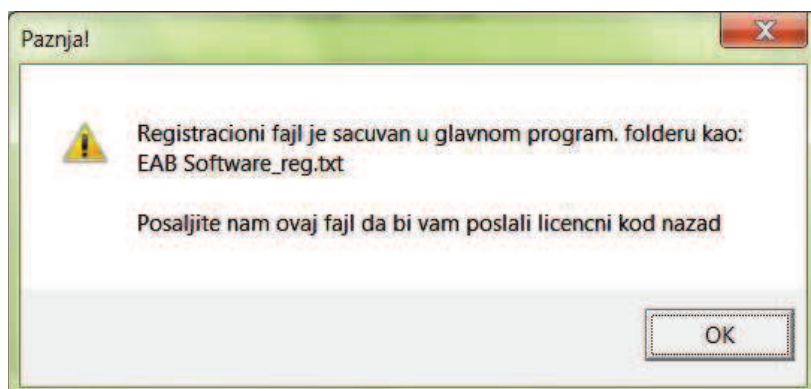 Paznja!
Registracioni fajl je sacuvan u glavnom program. folderu kao:
EAB Software_reg.txt
Posaljite nam ovaj fajl da bi vam poslali licencni kod nazad
OK